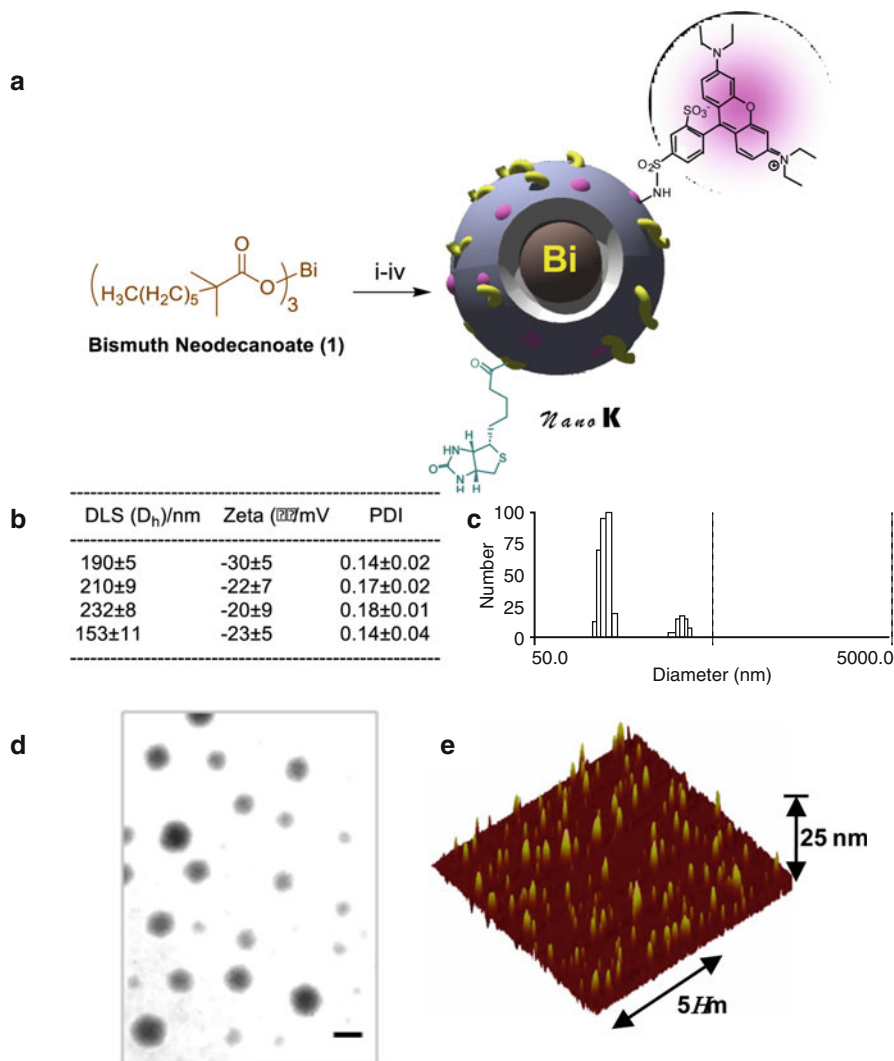 a
N
O
SO₃⁻
N
⊕
O₂S
NH
Bi
(H₃C(H₂C)₅ O O)₃Bi
i-iv
Bismuth Neodecanoate (1)
O
Nano K
H
HN
S
O
N
H
H
b
DLS (Dₕ)/nm Zeta (⍰⍰/mV PDI
190±5 -30±5 0.14±0.02
210±9 -22±7 0.17±0.02
232±8 -20±9 0.18±0.01
153±11 -23±5 0.14±0.04
c
Number
100
75
50
25
0
50.0 5000.0
Diameter (nm)
d
e
25 nm
5Hm